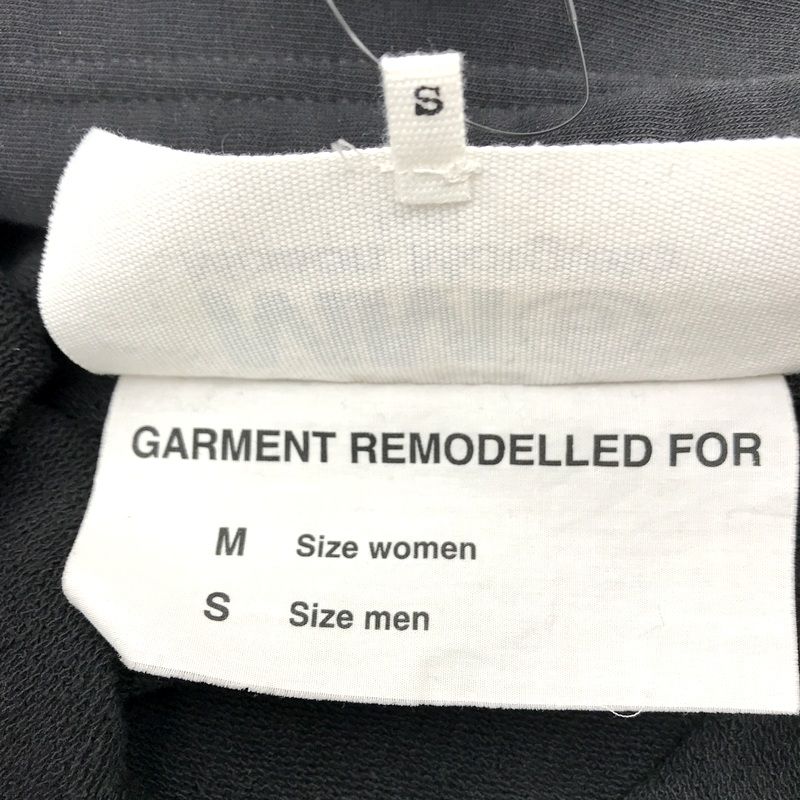 S
GARMENT REMODELLED FOR
M Size women
S Size men